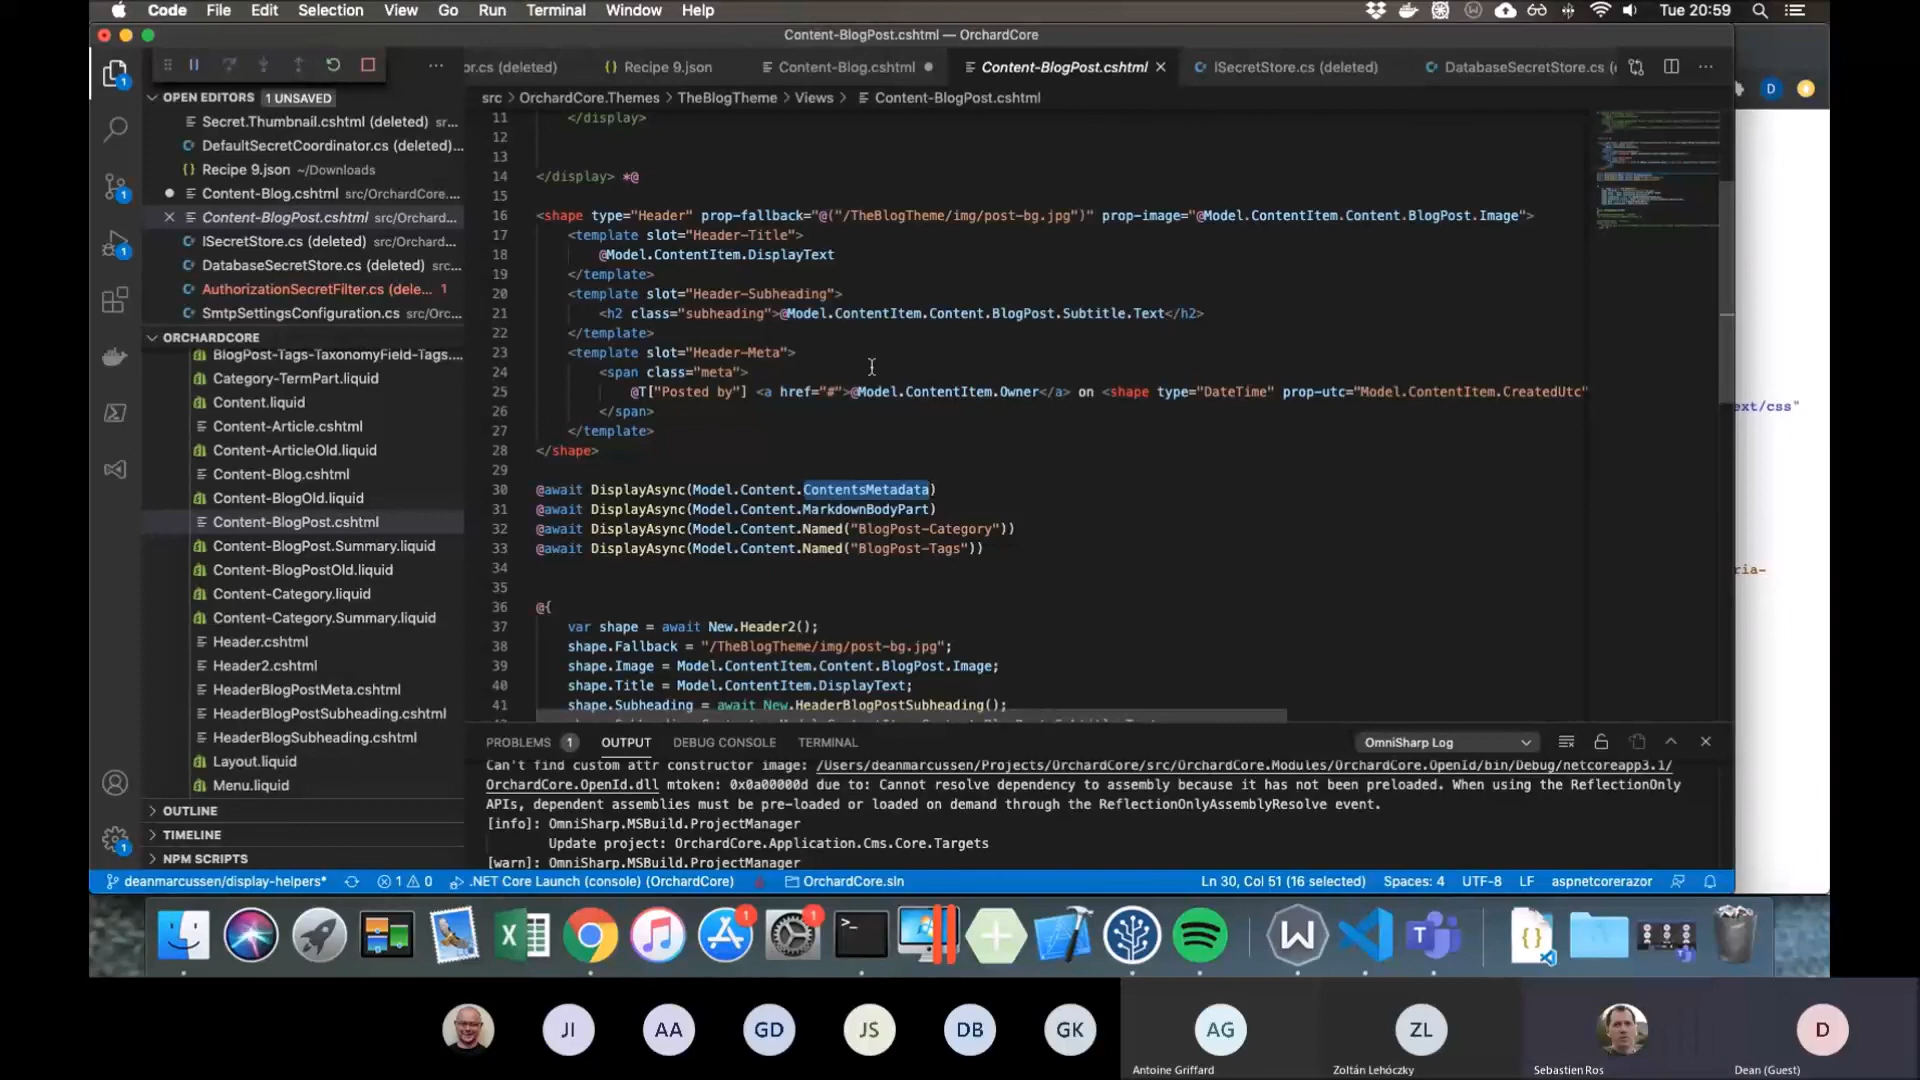 Code File Edit Selection View Go Run Terminal Window Help Tue 20:59
Content-BlogPost.cshtml — OrchardCore
or.cs (deleted) Recipe 9.json Content-Blog.cshtml Content-BlogPost.cshtml ISecretStore.cs (deleted) DatabaseSecretStore.cs (
OPEN EDITORS 1 UNSAVED
Secret.Thumbnail.cshtml (deleted) sr...
DefaultSecretCoordinator.cs (deleted)...
Recipe 9.json ~/Downloads
Content-Blog.cshtml src/OrchardCore...
Content-BlogPost.cshtml src/Orchard...
ISecretStore.cs (deleted) src/Orchard...
DatabaseSecretStore.cs (deleted) src/...
AuthorizationSecretFilter.cs (dele... 1
SmtpSettingsConfiguration.cs src/Orc...
ORCHARDCORE
BlogPost-Tags-TaxonomyField-Tags....
Category-TermPart.liquid
Content.liquid
Content-Article.cshtml
Content-ArticleOld.liquid
Content-Blog.cshtml
Content-BlogOld.liquid
Content-BlogPost.cshtml
Content-BlogPost.Summary.liquid
Content-BlogPostOld.liquid
Content-Category.liquid
Content-Category.Summary.liquid
Header.cshtml
Header2.cshtml
HeaderBlogPostMeta.cshtml
HeaderBlogPostSubheading.cshtml
HeaderBlogSubheading.cshtml
Layout.liquid
Menu.liquid
OUTLINE
TIMELINE
NPM SCRIPTS
src > OrchardCore.Themes > TheBlogTheme > Views > Content-BlogPost.cshtml
11 </display>
12
13
14 </display> *@
15
16 <shape type="Header" prop-fallback="@("/TheBlogTheme/img/post-bg.jpg")" prop-image="@Model.ContentItem.Content.BlogPost.Image">
17 <template slot="Header-Title">
18 @Model.ContentItem.DisplayText
19 </template>
20 <template slot="Header-Subheading">
21 <h2 class="subheading">@Model.ContentItem.Content.BlogPost.Subtitle.Text</h2>
22 </template>
23 <template slot="Header-Meta">
24 <span class="meta">
25 @T["Posted by"] <a href="#">@Model.ContentItem.Owner</a> on <shape type="DateTime" prop-utc="Model.ContentItem.CreatedUtc"
26 </span>
27 </template>
28 </shape>
29
30 @await DisplayAsync(Model.Content.ContentsMetadata)
31 @await DisplayAsync(Model.Content.MarkdownBodyPart)
32 @await DisplayAsync(Model.Content.Named("BlogPost-Category"))
33 @await DisplayAsync(Model.Content.Named("BlogPost-Tags"))
34
35
36 @{
37 var shape = await New.Header2();
38 shape.Fallback = "/TheBlogTheme/img/post-bg.jpg";
39 shape.Image = Model.ContentItem.Content.BlogPost.Image;
40 shape.Title = Model.ContentItem.DisplayText;
41 shape.Subheading = await New.HeaderBlogPostSubheading();
ext/css"
ria-
PROBLEMS 1 OUTPUT DEBUG CONSOLE TERMINAL OmniSharp Log
Can't find custom attr constructor image: /Users/deanmarcussen/Projects/OrchardCore/src/OrchardCore.Modules/OrchardCore.OpenId/bin/Debug/netcoreapp3.1/
OrchardCore.OpenId.dll mtoken: 0x0a00000d due to: Cannot resolve dependency to assembly because it has not been preloaded. When using the ReflectionOnly
APIs, dependent assemblies must be pre-loaded or loaded on demand through the ReflectionOnlyAssemblyResolve event.
[info]: OmniSharp.MSBuild.ProjectManager
Update project: OrchardCore.Application.Cms.Core.Targets
[warn]: OmniSharp.MSBuild.ProjectManager
deanmarcussen/display-helpers* 1 0 .NET Core Launch (console) (OrchardCore) OrchardCore.sln Ln 30, Col 51 (16 selected) Spaces: 4 UTF-8 LF aspnetcorerazor
JI AA GD JS DB GK AG ZL D
Antoine Griffard Zoltán Lehóczky Sebastien Ros Dean (Guest)